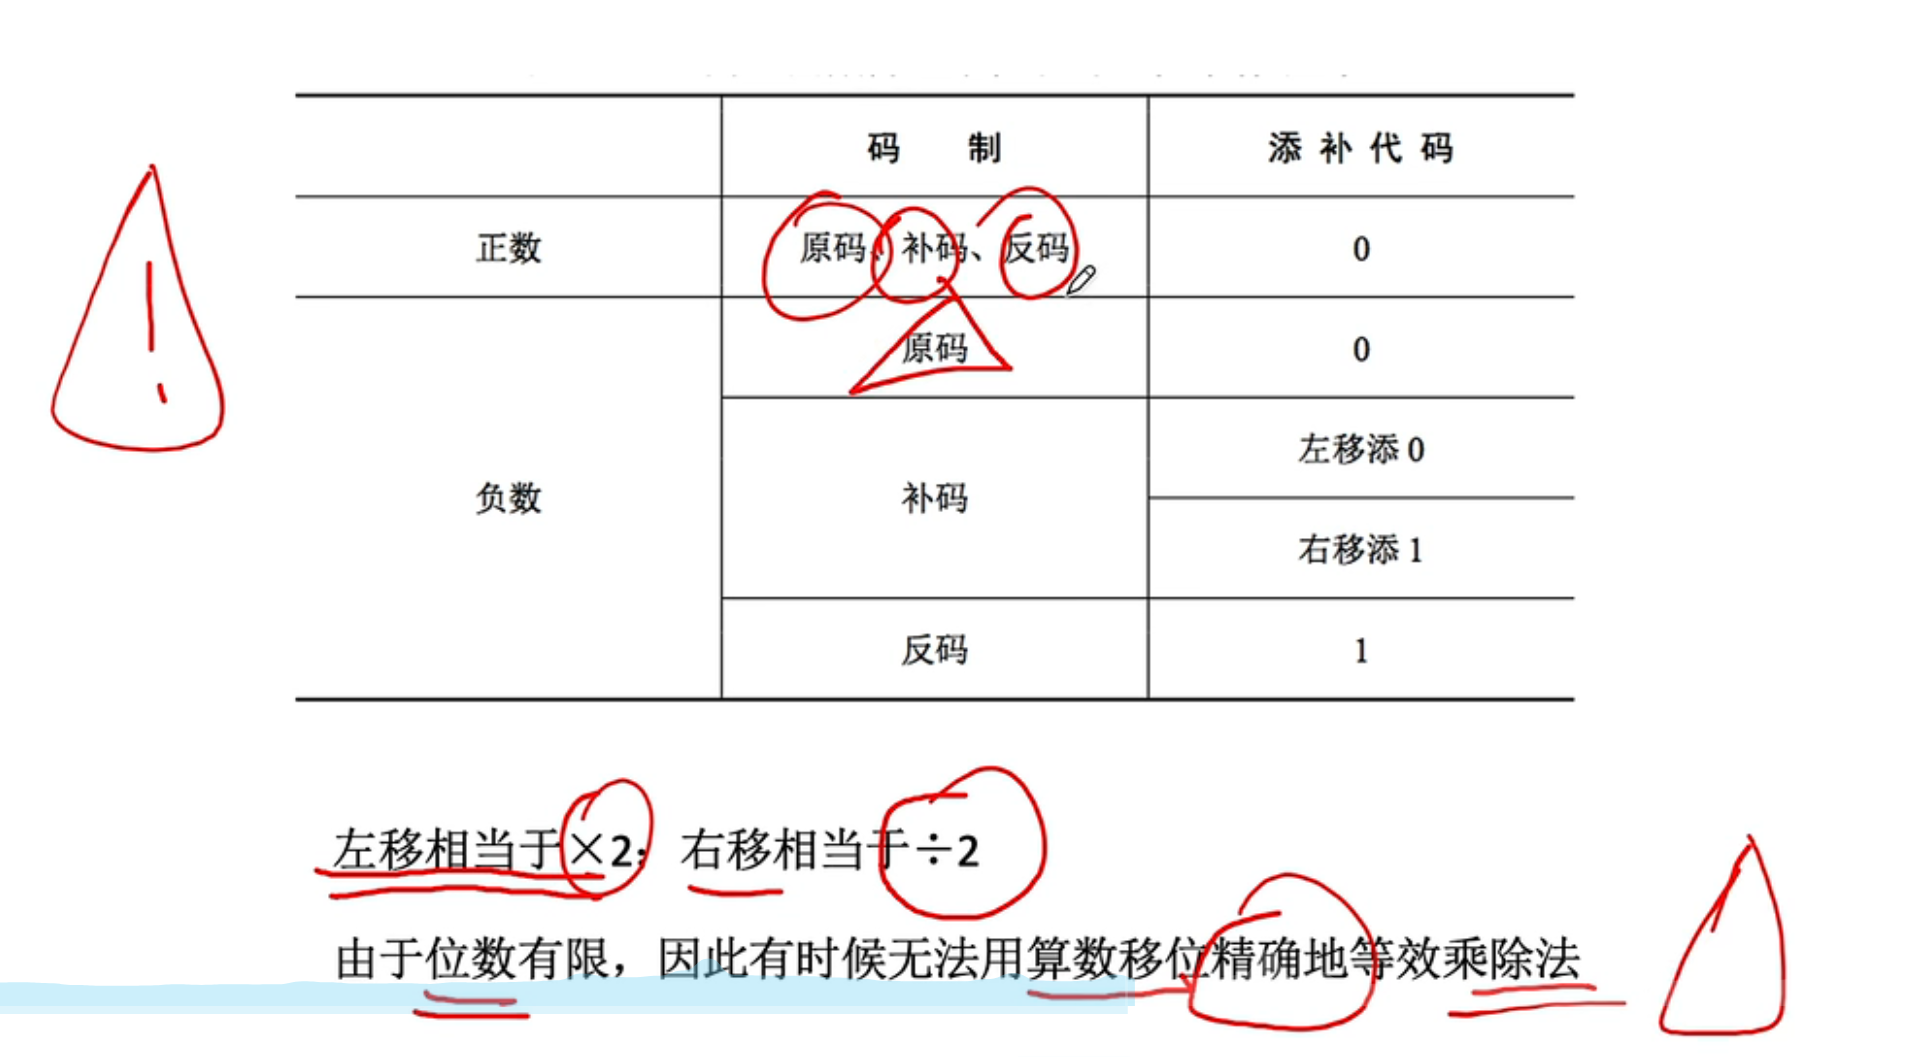 码 制 添 补 代 码
正数 原码、补码、反码 0
原码 0
左移添 0
负数 补码
右移添 1
反码 1
左移相当于×2；右移相当于÷2
由于位数有限，因此有时候无法用算数移位精确地等效乘除法